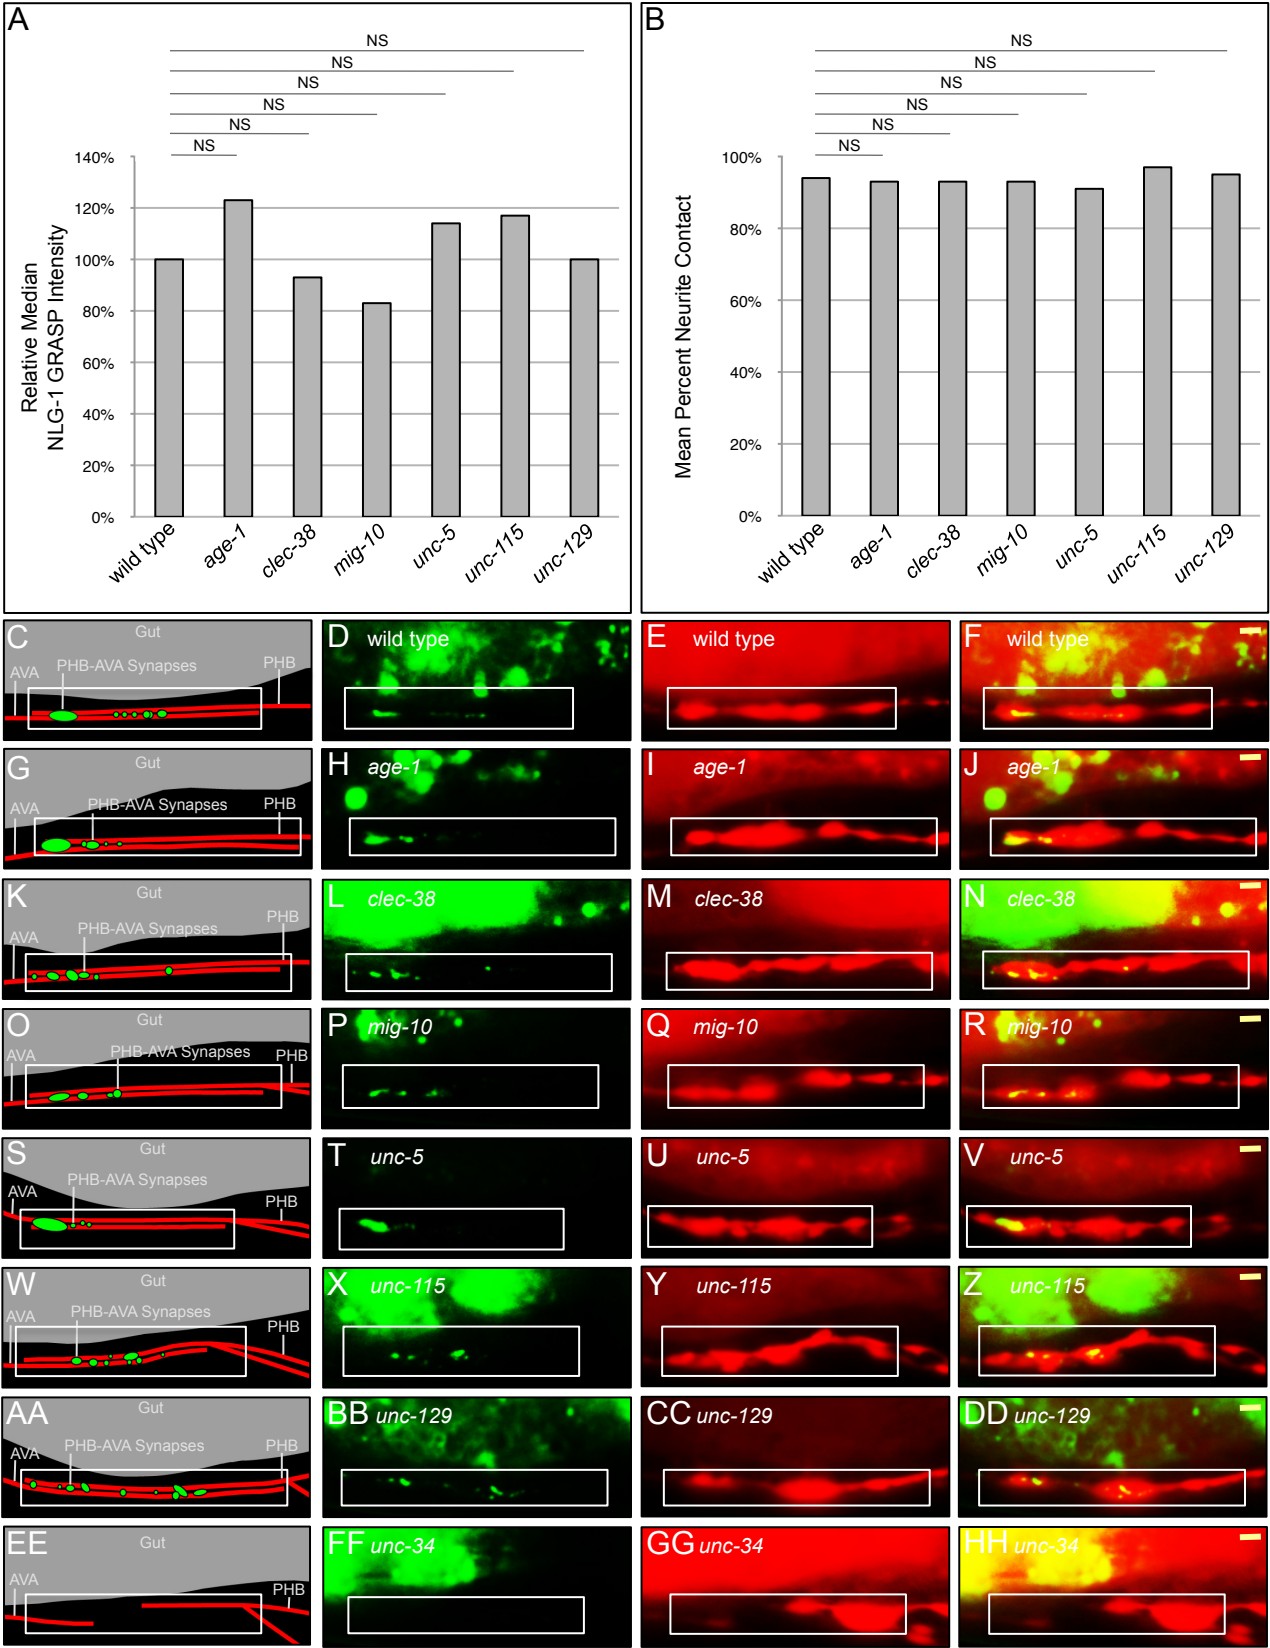 A
NS
NS
NS
NS
NS
NS
140%
120%
100%
80%
60%
40%
20%
0%
Relative Median
NLG-1 GRASP Intensity
wild type
age-1
clec-38
mig-10
unc-5
unc-115
unc-129
B
NS
NS
NS
NS
NS
NS
100%
80%
60%
40%
20%
0%
Mean Percent Neurite Contact
wild type
age-1
clec-38
mig-10
unc-5
unc-115
unc-129
C
Gut
AVA
PHB-AVA Synapses
PHB
D wild type
E wild type
F wild type
G
Gut
AVA
PHB-AVA Synapses
PHB
H age-1
I age-1
J age-1
K
Gut
AVA
PHB-AVA Synapses
PHB
L clec-38
M clec-38
N clec-38
O
Gut
AVA
PHB-AVA Synapses
PHB
P mig-10
Q mig-10
R mig-10
S
Gut
AVA
PHB-AVA Synapses
PHB
T unc-5
U unc-5
V unc-5
W
Gut
AVA
PHB-AVA Synapses
PHB
X unc-115
Y unc-115
Z unc-115
AA
Gut
AVA
PHB-AVA Synapses
PHB
BB unc-129
CC unc-129
DD unc-129
EE
Gut
AVA
PHB
FF unc-34
GG unc-34
HH unc-34